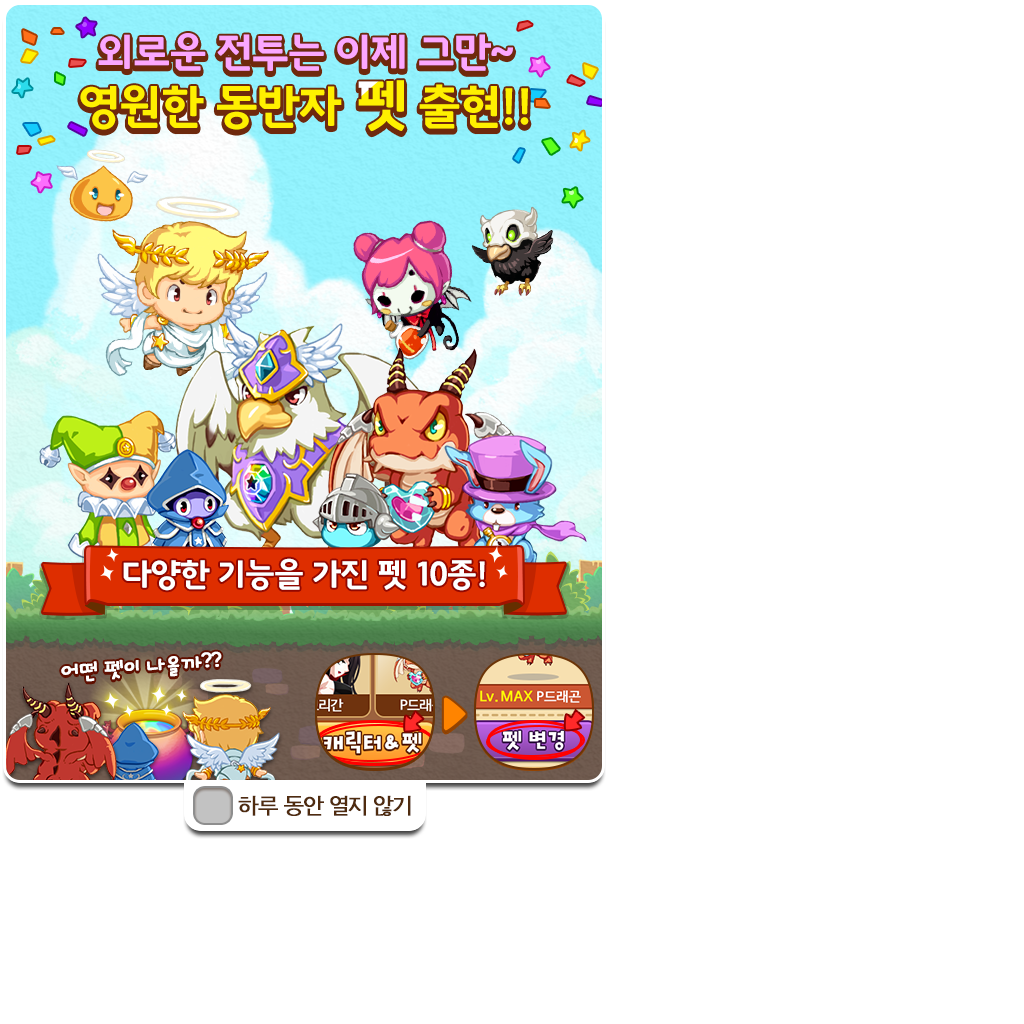 외로운 전투는 이제 그만~
영원한 동반자 펫 출현!!
다양한 기능을 가진 펫 10종!
어떤 펫이 나올까??
리간 P드래
캐릭터&펫
Lv. MAX P드래곤
펫 변경
하루 동안 열지 않기